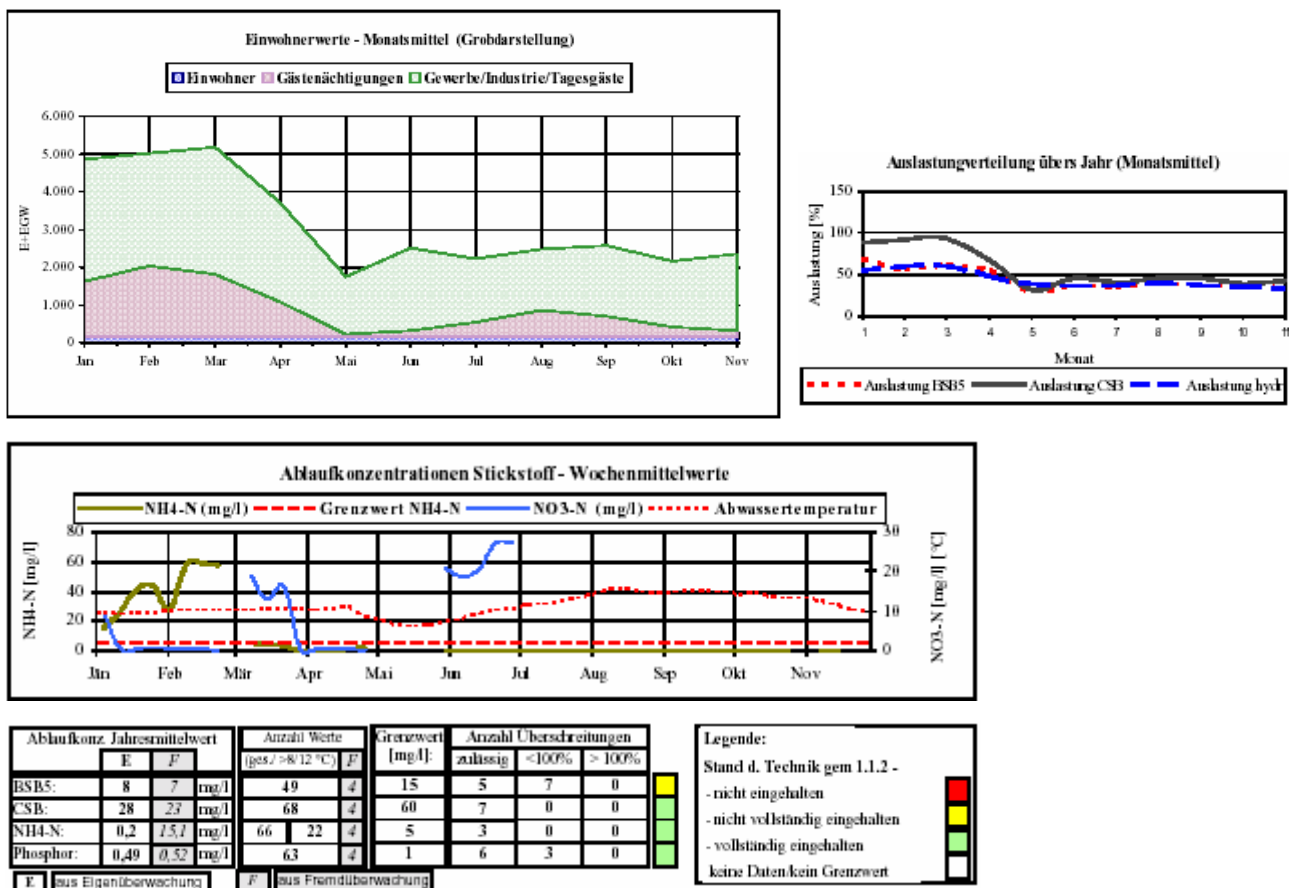 Einwohnerwerte - Monatsmittel (Grobdarstellung)
Einwohner Gästenächtigungen Gewerbe/Industrie/Tagesgäste
6.000
5.000
4.000
3.000
2.000
1.000
0
E+EGW
Jan Feb Mar Apr Mai Jun Jul Aug Sep Okt Nov
Auslastungverteilung übers Jahr (Monatsmittel)
150
100
50
0
Auslastung [%]
1 2 3 4 5 6 7 8 9 10 11
Monat
Auslastung BSB5 Auslastung CSB Auslastung hydr
Ablaufkonzentrationen Stickstoff - Wochenmittelwerte
NH4-N (mg/l) Grenzwert NH4-N NO3-N (mg/l) Abwassertemperatur
80
60
40
20
0
NH4-N [mg/l]
30
20
10
0
NO3-N [mg/l] [°C]
Jän Feb Mär Apr Mai Jun Jul Aug Sep Okt Nov
Ablaufkonz. Jahresmittelwert
E F
BSB5: 8 7 mg/l
CSB: 28 23 mg/l
NH4-N: 0,2 15,1 mg/l
Phosphor: 0,49 0,52 mg/l
Anzahl Werte
(ges./ >8/12 °C) F
49 4
68 4
66 22 4
63 4
Grenzwert [mg/l]:
Anzahl Überschreitungen
zulässig <100% > 100%
15 5 7 0
60 7 0 0
5 3 0 0
1 6 3 0
E aus Eigenüberwachung F aus Fremdüberwachung
Legende:
Stand d. Technik gem 1.1.2 -
- nicht eingehalten
- nicht vollständig eingehalten
- vollständig eingehalten
keine Daten/kein Grenzwert